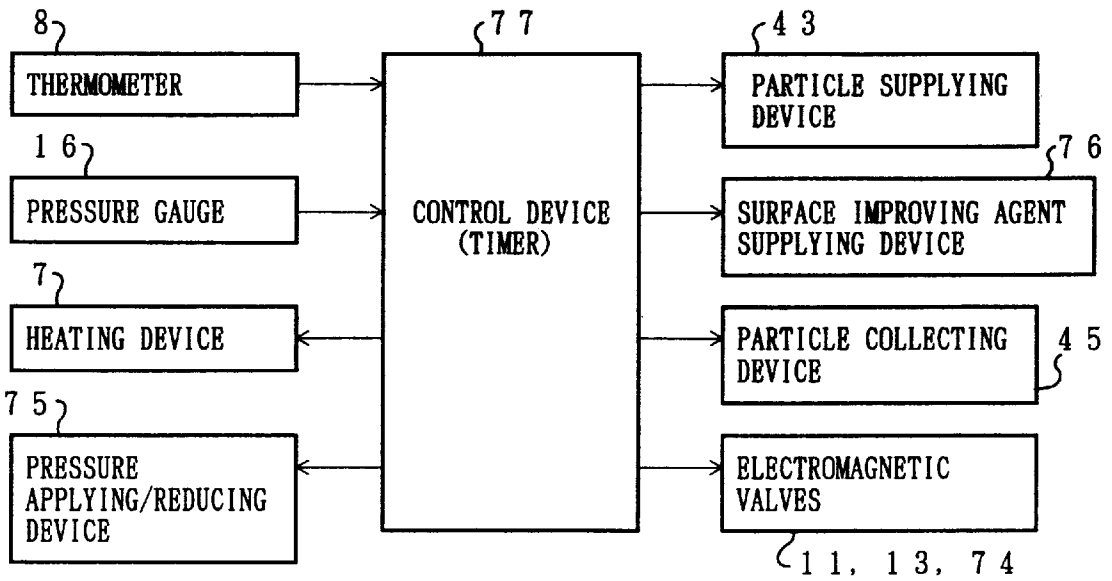 8
THERMOMETER
16
PRESSURE GAUGE
7
HEATING DEVICE
75
PRESSURE
APPLYING/REDUCING
DEVICE
77
CONTROL DEVICE
(TIMER)
43
PARTICLE SUPPLYING
DEVICE
76
SURFACE IMPROVING AGENT
SUPPLYING DEVICE
PARTICLE COLLECTING
DEVICE
45
ELECTROMAGNETIC
VALVES
11, 13, 74